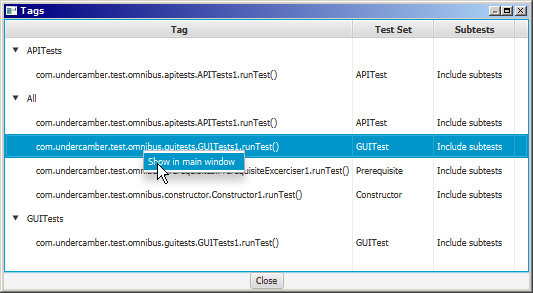 Tags
Tag Test Set Subtests
APITests
com.undercamber.test.omnibus.apitests.APITests1.runTest() APITest Include subtests
All
com.undercamber.test.omnibus.apitests.APITests1.runTest() APITest Include subtests
com.undercamber.test.omnibus.guitests.GUITests1.runTest() GUITest Include subtests
Show in main window
com.undercamber.test.omnibus.prerequisites.PrerequisiteExcerciser1.runTest() Prerequisite Include subtests
com.undercamber.test.omnibus.constructor.Constructor1.runTest() Constructor Include subtests
GUITests
com.undercamber.test.omnibus.guitests.GUITests1.runTest() GUITest Include subtests
Close